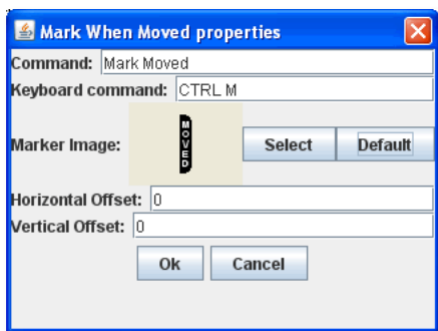 Mark When Moved properties
Command: Mark Moved
Keyboard command: CTRL M
Marker Image: MOVED Select Default
Horizontal Offset: 0
Vertical Offset: 0
Ok Cancel